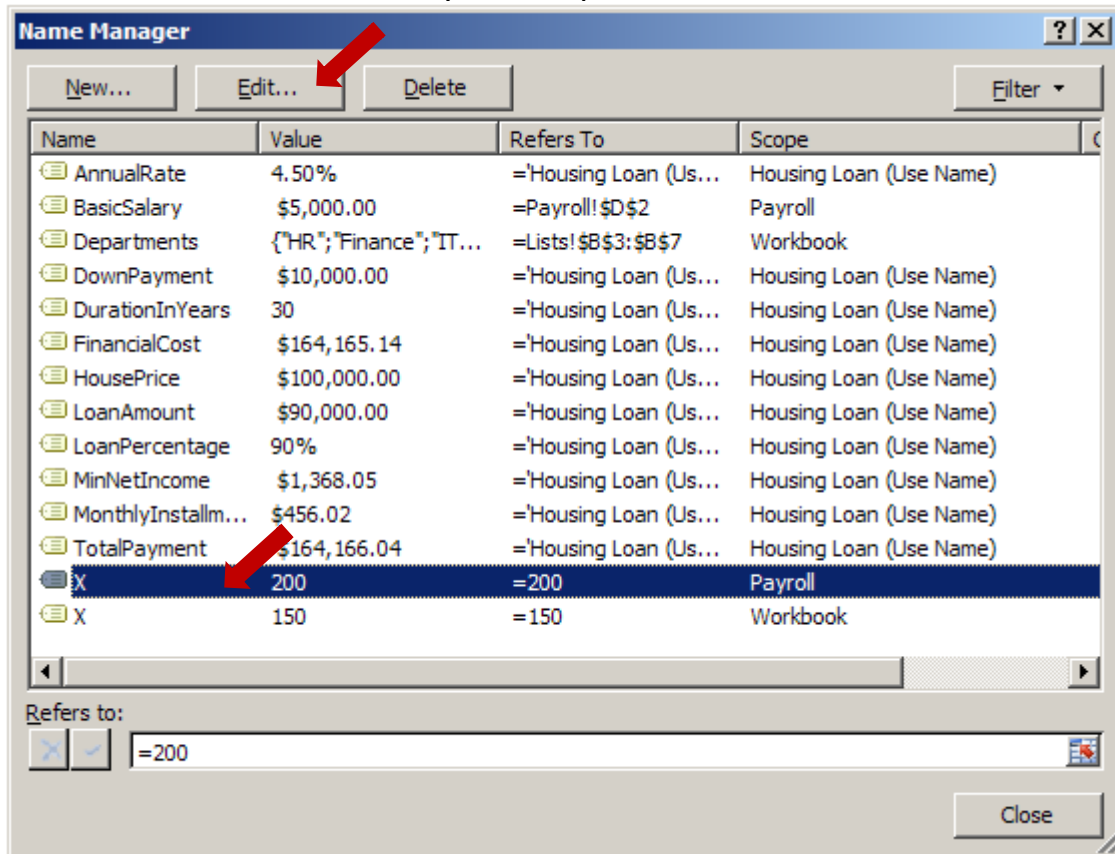 Name Manager
New... Edit... Delete Filter
Name Value Refers To Scope C
AnnualRate 4.50% ='Housing Loan (Us... Housing Loan (Use Name)
BasicSalary $5,000.00 =Payroll!$D$2 Payroll
Departments {"HR";"Finance";"IT... =Lists!$B$3:$B$7 Workbook
DownPayment $10,000.00 ='Housing Loan (Us... Housing Loan (Use Name)
DurationInYears 30 ='Housing Loan (Us... Housing Loan (Use Name)
FinancialCost $164,165.14 ='Housing Loan (Us... Housing Loan (Use Name)
HousePrice $100,000.00 ='Housing Loan (Us... Housing Loan (Use Name)
LoanAmount $90,000.00 ='Housing Loan (Us... Housing Loan (Use Name)
LoanPercentage 90% ='Housing Loan (Us... Housing Loan (Use Name)
MinNetIncome $1,368.05 ='Housing Loan (Us... Housing Loan (Use Name)
MonthlyInstallm... $456.02 ='Housing Loan (Us... Housing Loan (Use Name)
TotalPayment $164,166.04 ='Housing Loan (Us... Housing Loan (Use Name)
X 200 =200 Payroll
X 150 =150 Workbook
Refers to:
=200
Close